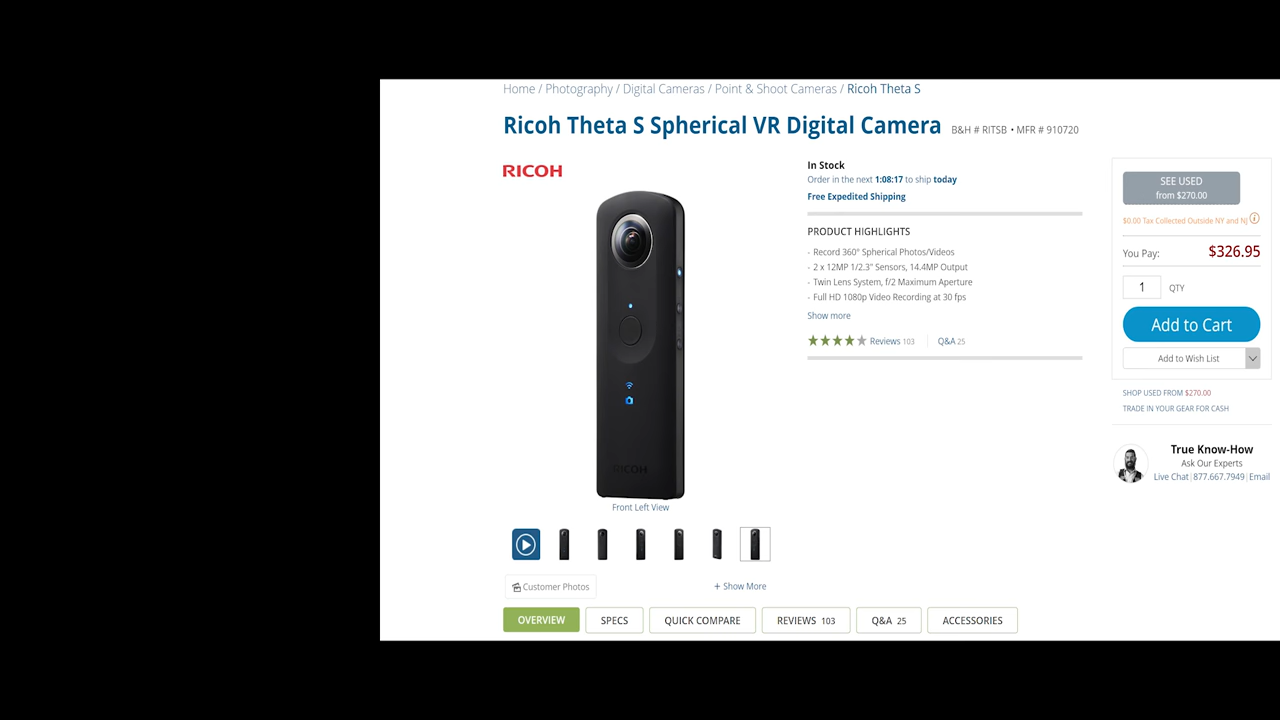 Home / Photography / Digital Cameras / Point & Shoot Cameras / Ricoh Theta S
Ricoh Theta S Spherical VR Digital Camera B&H # RITSB • MFR # 910720
RICOH
RICOH
Front Left View
Customer Photos
+ Show More
In Stock
Order in the next 1:08:17 to ship today
Free Expedited Shipping
PRODUCT HIGHLIGHTS
· Record 360° Spherical Photos/Videos
· 2 x 12MP 1/2.3" Sensors, 14.4MP Output
· Twin Lens System, f/2 Maximum Aperture
· Full HD 1080p Video Recording at 30 fps
Show more
Reviews 103 Q&A 25
SEE USED
from $270.00
$0.00 Tax Collected Outside NY and NJ
You Pay: $326.95
1 QTY
Add to Cart
Add to Wish List
SHOP USED FROM $270.00
TRADE IN YOUR GEAR FOR CASH
True Know-How
Ask Our Experts
Live Chat|877.667.7949|Email
OVERVIEW SPECS QUICK COMPARE REVIEWS 103 Q&A 25 ACCESSORIES